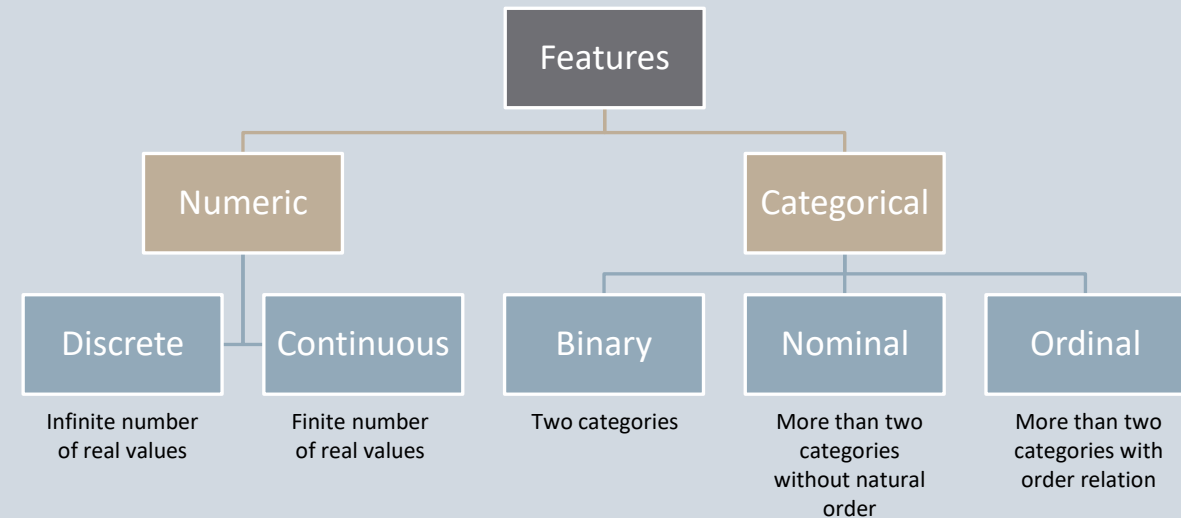 Features
Numeric
Categorical
Discrete
Continuous
Binary
Nominal
Ordinal
Infinite number
of real values
Finite number
of real values
Two categories
More than two
categories
without natural
order
More than two
categories with
order relation